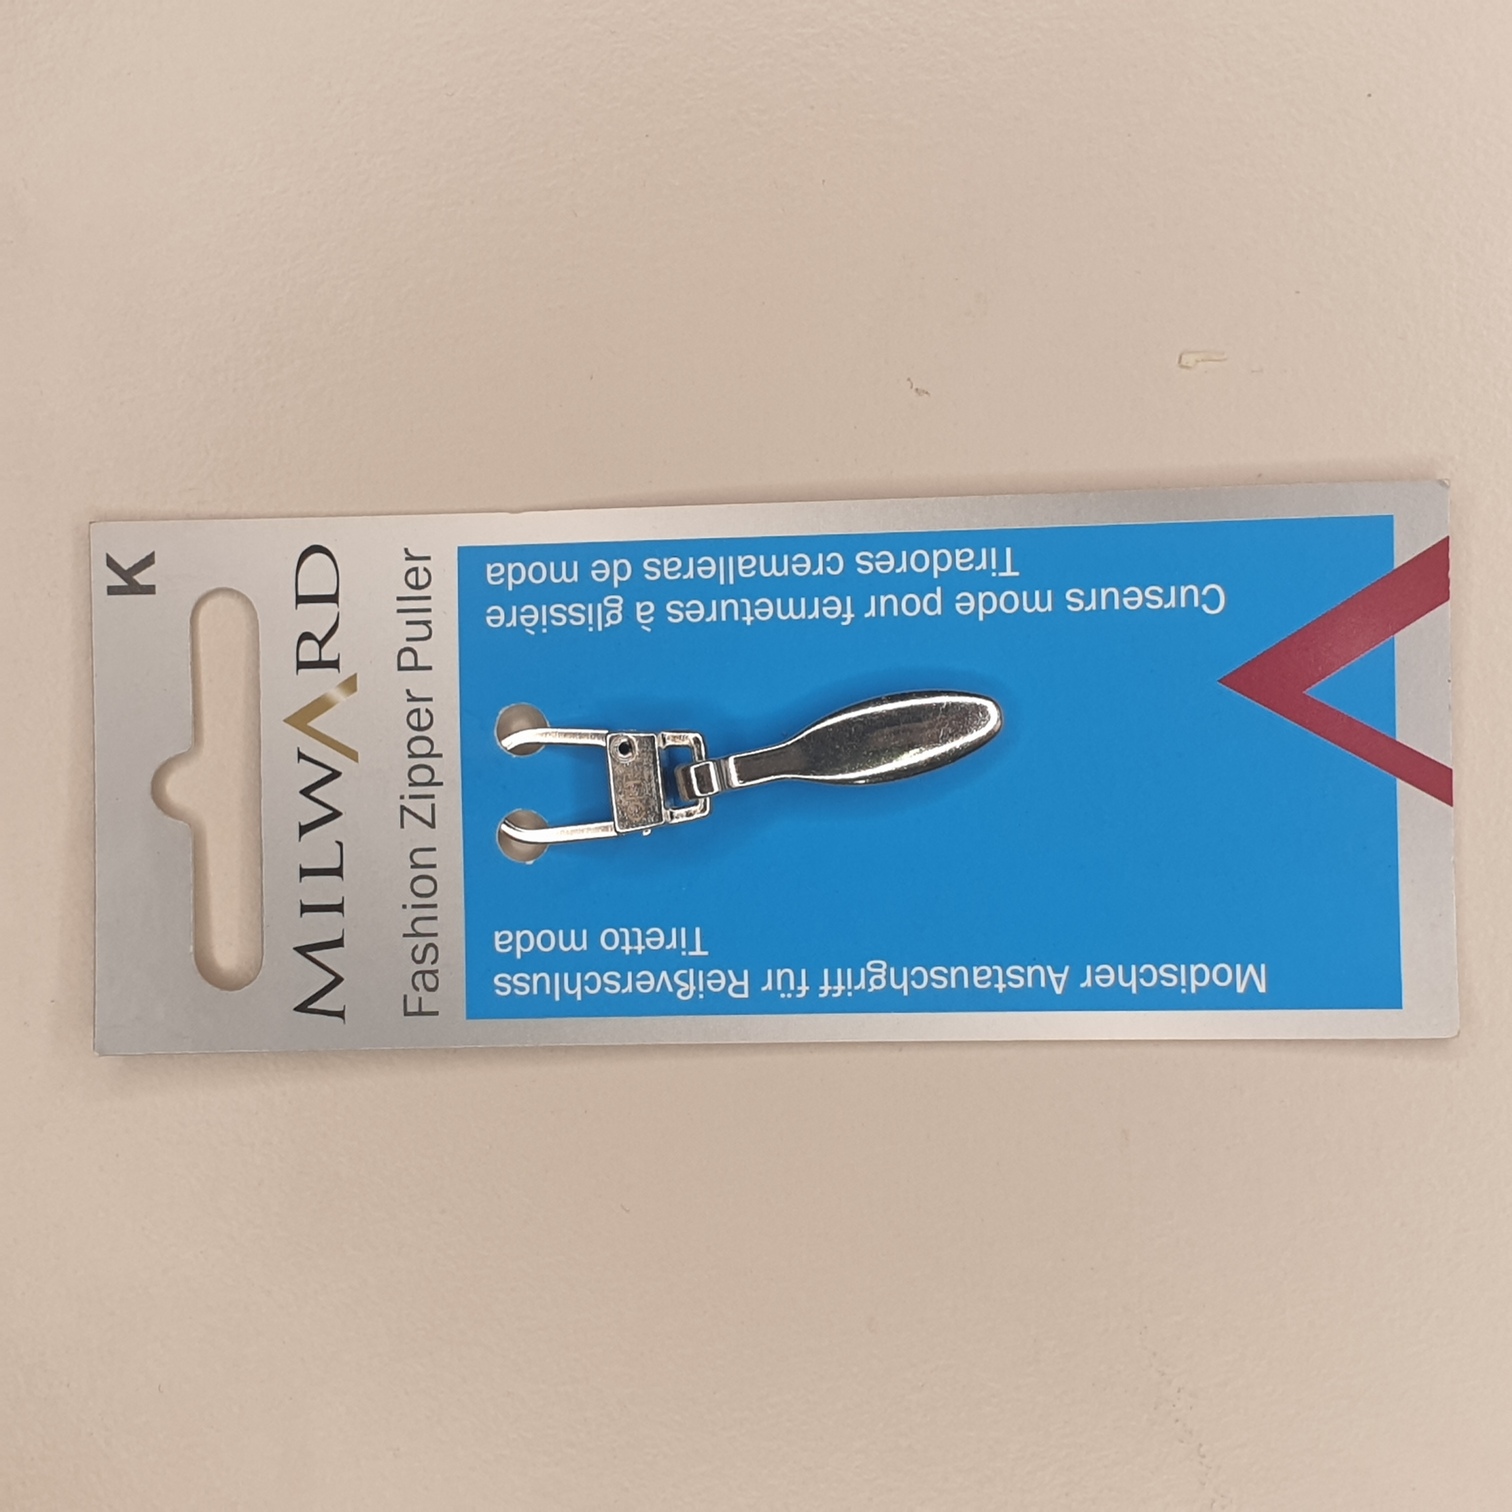 K
MILWARD
Fashion Zipper Puller
Modischer Austauschgriff für Reißverschluss
Tiretto moda
Curseurs mode pour fermetures à glissière
Tiradores cremalleras de moda